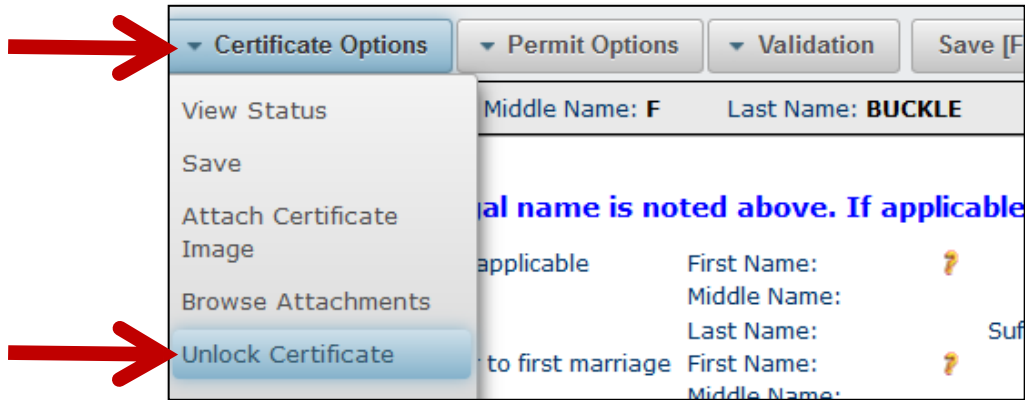 Certificate Options Permit Options Validation Save [F
View Status
Middle Name: F Last Name: BUCKLE
Save
Attach Certificate
Image
Browse Attachments
Unlock Certificate
gal name is noted above. If applicable
applicable First Name:
Middle Name:
Last Name: Suf
to first marriage First Name:
Middle Name: